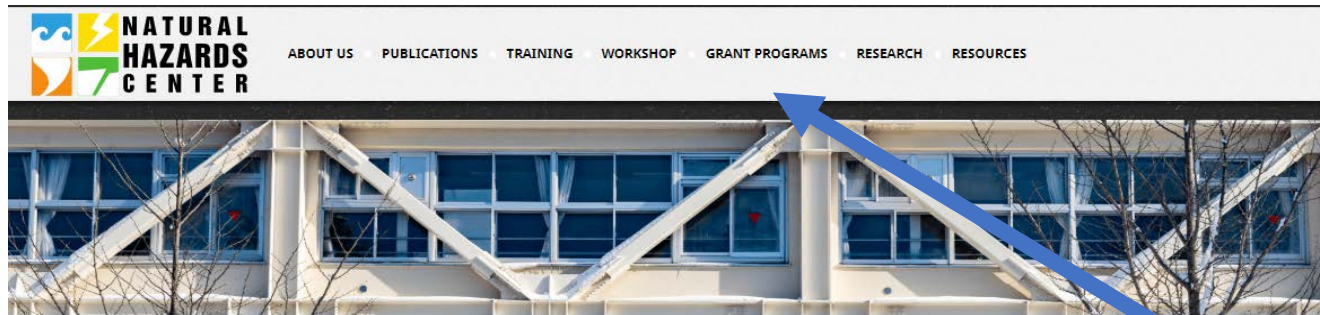 NATURAL
HAZARDS
CENTER
ABOUT US PUBLICATIONS TRAINING WORKSHOP GRANT PROGRAMS RESEARCH RESOURCES